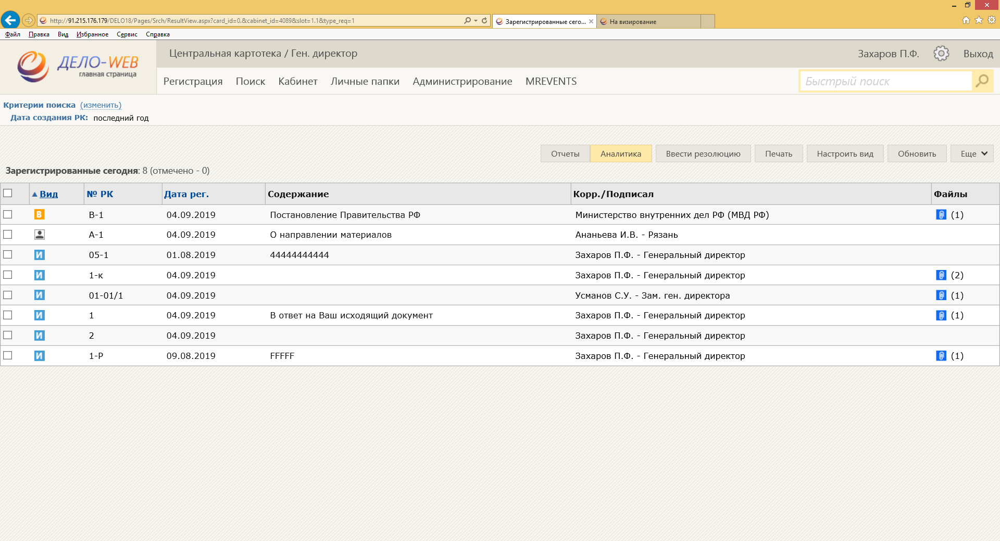 http://91.215.176.179/DELO18/Pages/Srch/ResultView.aspx?card_id=0.&cabinet_id=4089&slot=1.1&type_req=1
Зарегистрированные сего...
На визирование
Файл Правка Вид Избранное Сервис Справка
ДЕЛО-WEB
главная страница
Центральная картотека / Ген. директор
Захаров П.Ф. Выход
Регистрация Поиск Кабинет Личные папки Администрирование MREVENTS
Быстрый поиск
Критерии поиска (изменить)
Дата создания РК: последний год
Отчеты Аналитика Ввести резолюцию Печать Настроить вид Обновить Еще
Зарегистрированные сегодня: 8 (отмечено - 0)
Вид № РК Дата рег. Содержание Корр./Подписал Файлы
В В-1 04.09.2019 Постановление Правительства РФ Министерство внутренних дел РФ (МВД РФ) (1)
А-1 04.09.2019 О направлении материалов Ананьева И.В. - Рязань
И 05-1 01.08.2019 44444444444 Захаров П.Ф. - Генеральный директор
И 1-к 04.09.2019 Захаров П.Ф. - Генеральный директор (2)
И 01-01/1 04.09.2019 Усманов С.У. - Зам. ген. директора (1)
И 1 04.09.2019 В ответ на Ваш исходящий документ Захаров П.Ф. - Генеральный директор (1)
И 2 04.09.2019 Захаров П.Ф. - Генеральный директор
И 1-Р 09.08.2019 FFFFF Захаров П.Ф. - Генеральный директор (1)